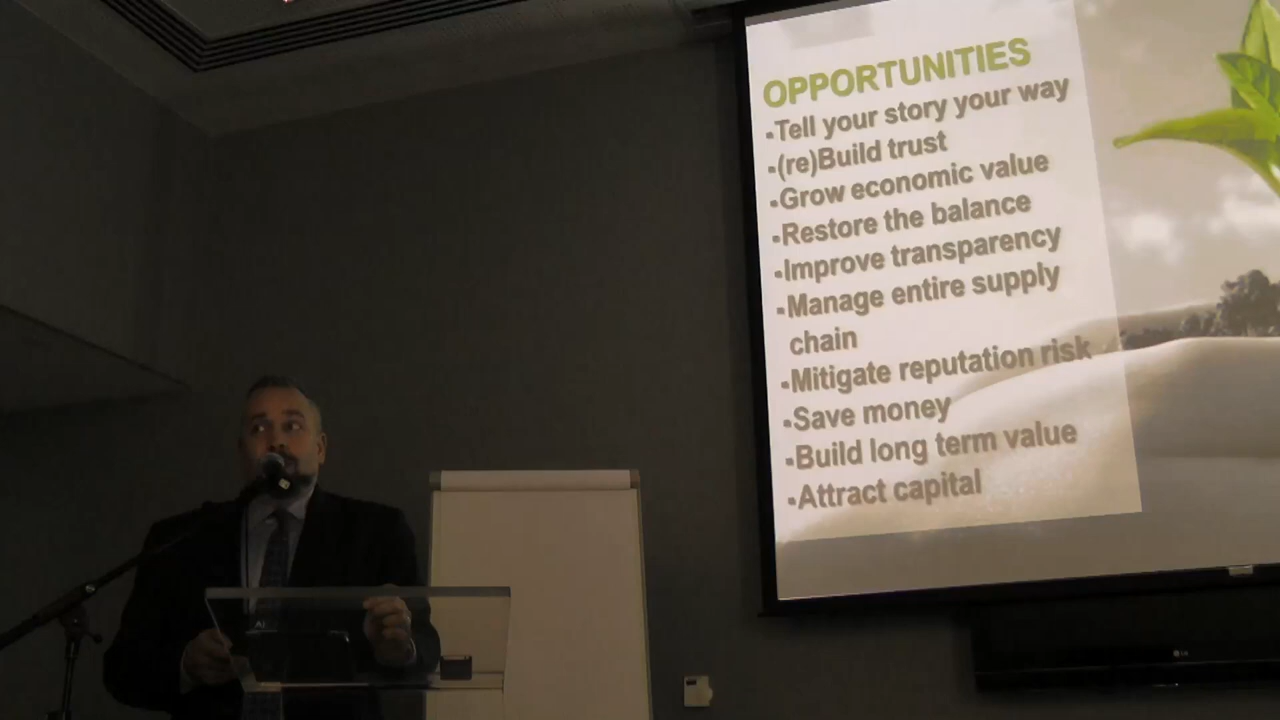 OPPORTUNITIES
▪Tell your story your way
▪(re)Build trust
▪Grow economic value
▪Restore the balance
▪Improve transparency
▪Manage entire supply
chain
▪Mitigate reputation risk
▪Save money
▪Build long term value
▪Attract capital
LG